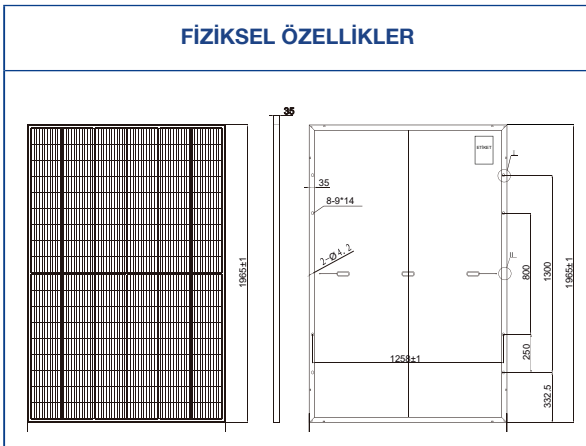 FİZİKSEL ÖZELLİKLER
35
ETİKET
I
35
8-9*14
2-Ø4,2
II
1965±1
800
1300
1965±1
1258±1
250
332.5